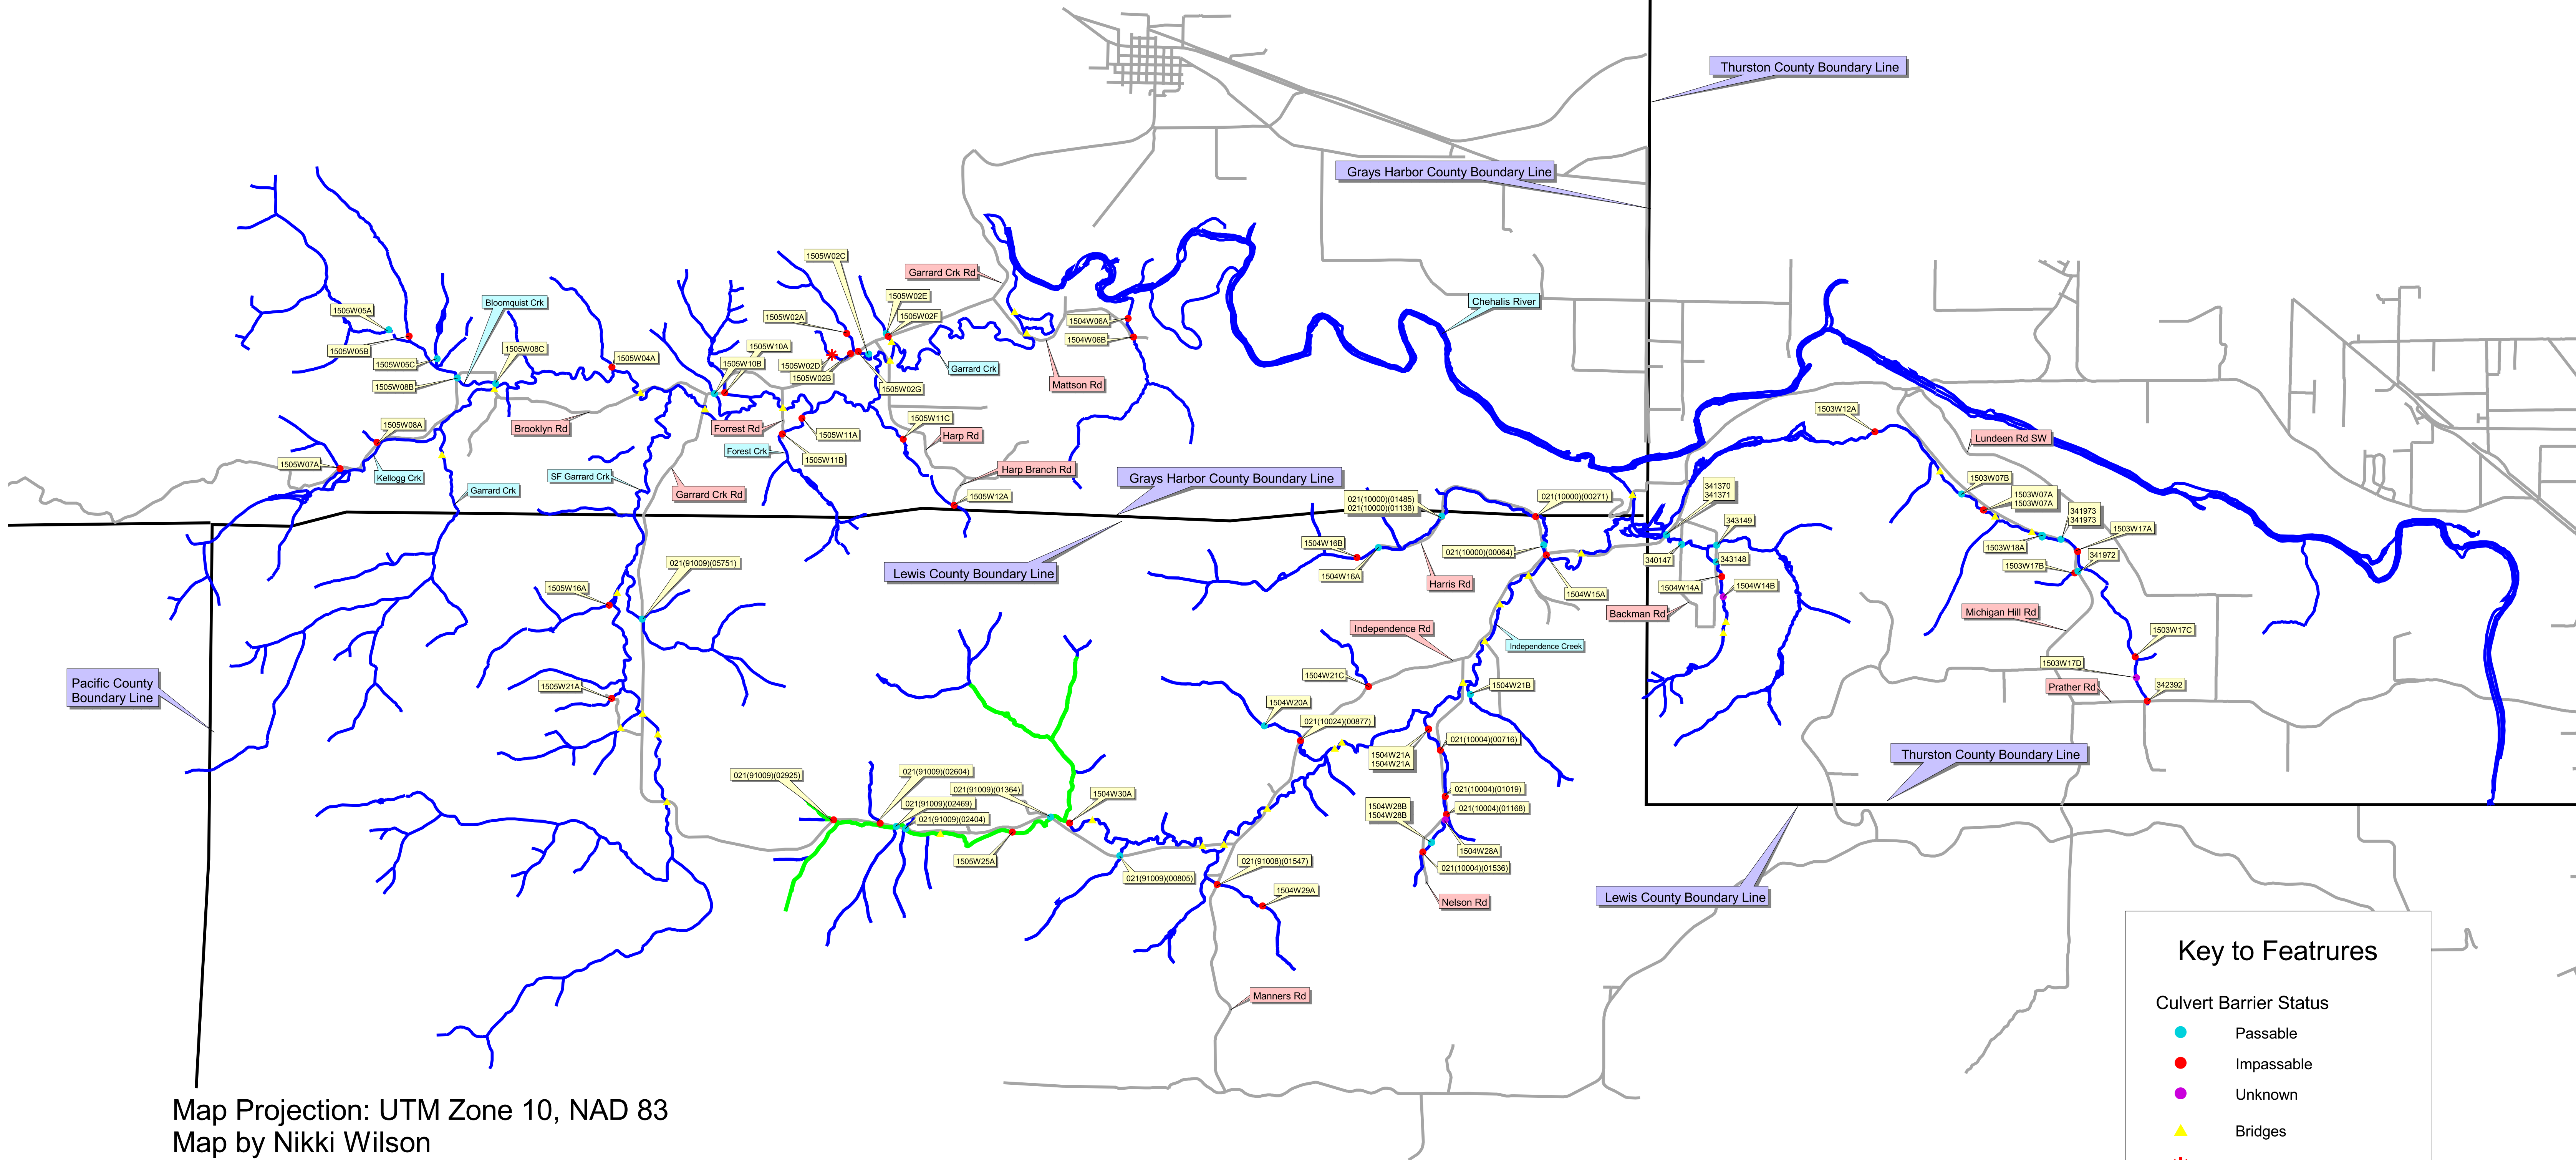 Thurston County Boundary Line
Grays Harbor County Boundary Line
1505W02C
Garrard Crk Rd
1505W02E
Bloomquist Crk
Chehalis River
1505W05A
1505W02A
1505W02F
1504W06A
1505W05B
1505W08C
1505W10A
1504W06B
1505W04A
1505W10B
1505W02D
1505W05C
1505W02B
Garrard Crk
1505W08B
1505W02G
Mattson Rd
1503W12A
1505W08A
Brooklyn Rd
Forrest Rd
1505W11A
1505W11C
Harp Rd
Lundeen Rd SW
Forest Crk
1505W11B
1505W07A
Kellogg Crk
SF Garrard Crk
Harp Branch Rd
Grays Harbor County Boundary Line
1503W07B
Garrard Crk
Garrard Crk Rd
1505W12A
021(10000)(01485)
021(10000)(01138)
021(10000)(00271)
341370
341371
1503W07A
1503W07A
343149
341973
341973
1503W17A
1504W16B
021(10000)(00064)
340147
343148
1503W18A
341972
021(91009)(05751)
Lewis County Boundary Line
1504W16A
Harris Rd
1503W17B
1505W16A
1504W15A
1504W14A
1504W14B
Backman Rd
Michigan Hill Rd
Independence Rd
1503W17C
Independence Creek
1503W17D
Pacific County
Boundary Line
1505W21A
1504W21C
1504W21B
Prather Rd
342392
1504W20A
021(10024)(00877)
021(10004)(00716)
1504W21A
1504W21A
Thurston County Boundary Line
021(91009)(02925)
021(91009)(02604)
021(91009)(01364)
1504W30A
021(10004)(01019)
021(91009)(02469)
1504W28B
1504W28B
021(10004)(01168)
021(91009)(02404)
1504W28A
1505W25A
021(91008)(01547)
021(10004)(01536)
021(91009)(00805)
1504W29A
Nelson Rd
Lewis County Boundary Line
Key to Featrures
Manners Rd
Culvert Barrier Status
Passable
Impassable
Unknown
Bridges
Map Projection: UTM Zone 10, NAD 83
Map by Nikki Wilson